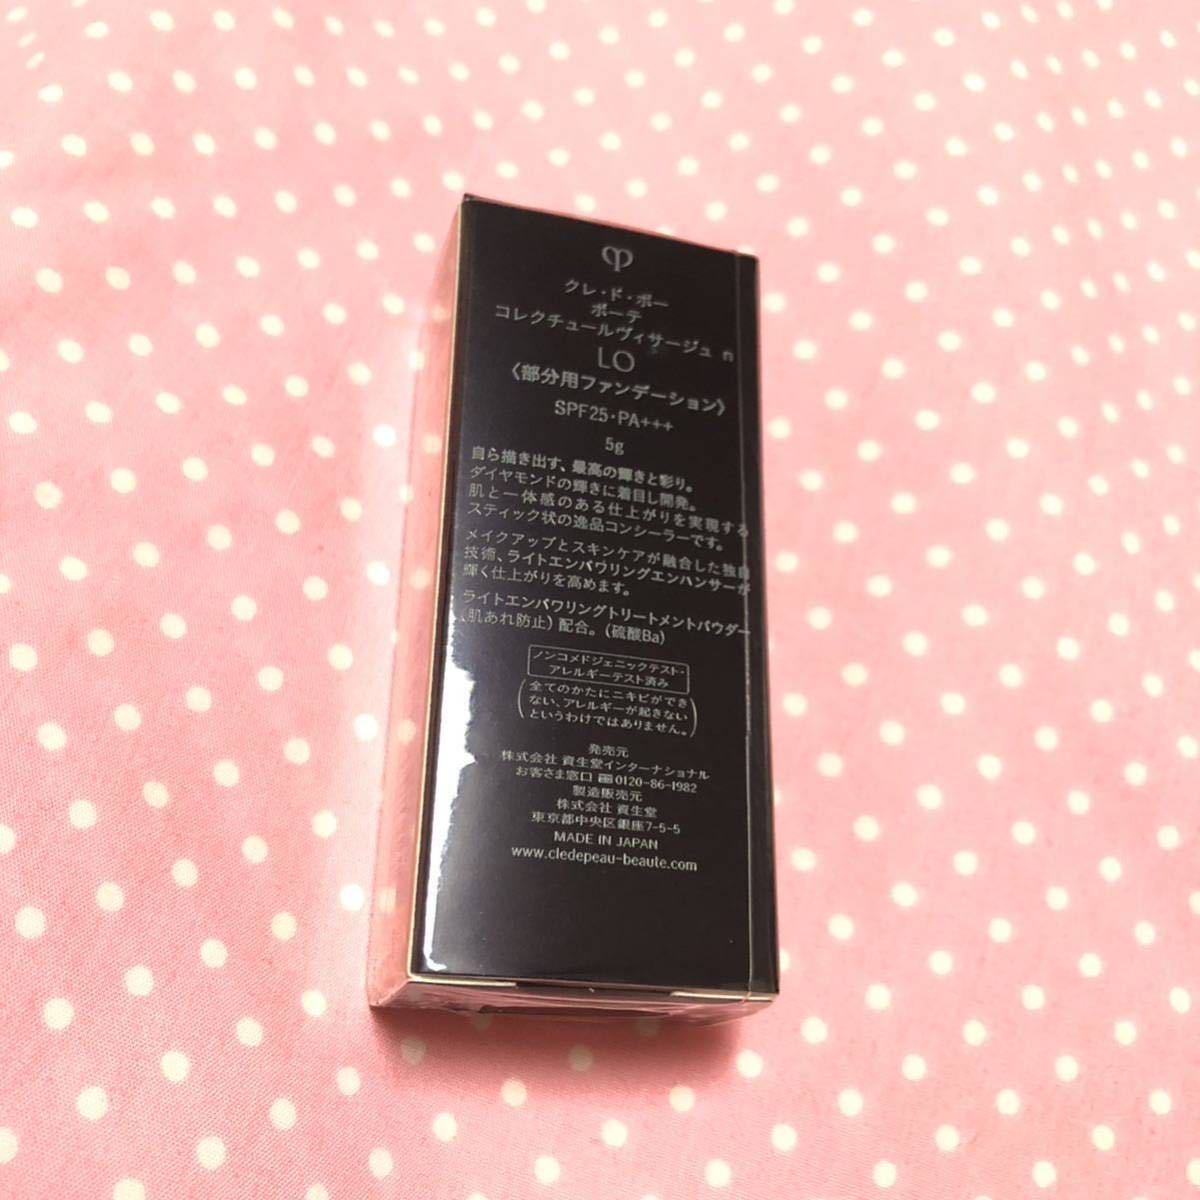 クレ・ド・ポー
ボーテ
コレクチュールヴィサージュ n
LO
〈部分用ファンデーション〉
SPF25・PA+++
5g
自ら描き出す、最高の輝きと彩り。
ダイヤモンドの輝きに着目し開発。
肌と一体感のある仕上がりを実現する
スティック状の逸品コンシーラーです。
メイクアップとスキンケアが融合した独自
技術、ライトエンパワリングエンハンサーが
輝く仕上がりを高めます。
ライトエンパワリングトリートメントパウダー
(肌あれ防止) 配合。(硫酸Ba)
ノンコメドジェニックテスト・
アレルギーテスト済み
(全てのかたにニキビができ
ない、アレルギーが起きない
というわけではありません。)
発売元
株式会社 資生堂インターナショナル
お客さま窓口 0120-86-1982
製造販売元
株式会社 資生堂
東京都中央区銀座7-5-5
MADE IN JAPAN
www.cledepeau-beaute.com